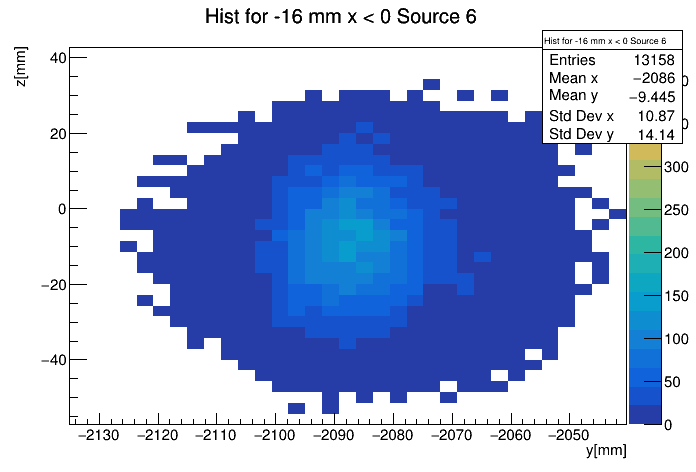 Hist for -16 mm x < 0 Source 6
Hist for -16 mm x < 0 Source 6
Entries 13158
Mean x −2086
Mean y −9.445
Std Dev x 10.87
Std Dev y 14.14
z[mm]
40
20
0
−20
−40
−2130 −2120 −2110 −2100 −2090 −2080 −2070 −2060 −2050
y[mm]
300
250
200
150
100
50
0